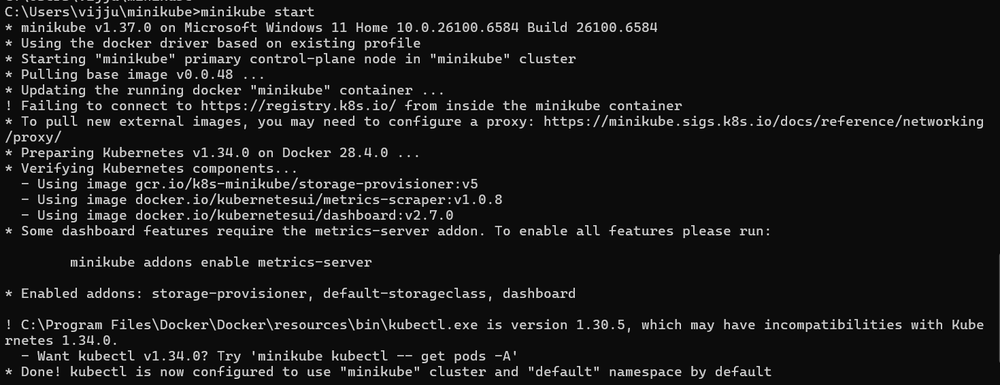 C:\Users\vijju\minikube>minikube start
* minikube v1.37.0 on Microsoft Windows 11 Home 10.0.26100.6584 Build 26100.6584
* Using the docker driver based on existing profile
* Starting "minikube" primary control-plane node in "minikube" cluster
* Pulling base image v0.0.48 ...
* Updating the running docker "minikube" container ...
! Failing to connect to https://registry.k8s.io/ from inside the minikube container
* To pull new external images, you may need to configure a proxy: https://minikube.sigs.k8s.io/docs/reference/networking
/proxy/
* Preparing Kubernetes v1.34.0 on Docker 28.4.0 ...
* Verifying Kubernetes components...
  - Using image gcr.io/k8s-minikube/storage-provisioner:v5
  - Using image docker.io/kubernetesui/metrics-scraper:v1.0.8
  - Using image docker.io/kubernetesui/dashboard:v2.7.0
* Some dashboard features require the metrics-server addon. To enable all features please run:
        minikube addons enable metrics-server
* Enabled addons: storage-provisioner, default-storageclass, dashboard
! C:\Program Files\Docker\Docker\resources\bin\kubectl.exe is version 1.30.5, which may have incompatibilities with Kube
rnetes 1.34.0.
  - Want kubectl v1.34.0? Try 'minikube kubectl -- get pods -A'
* Done! kubectl is now configured to use "minikube" cluster and "default" namespace by default